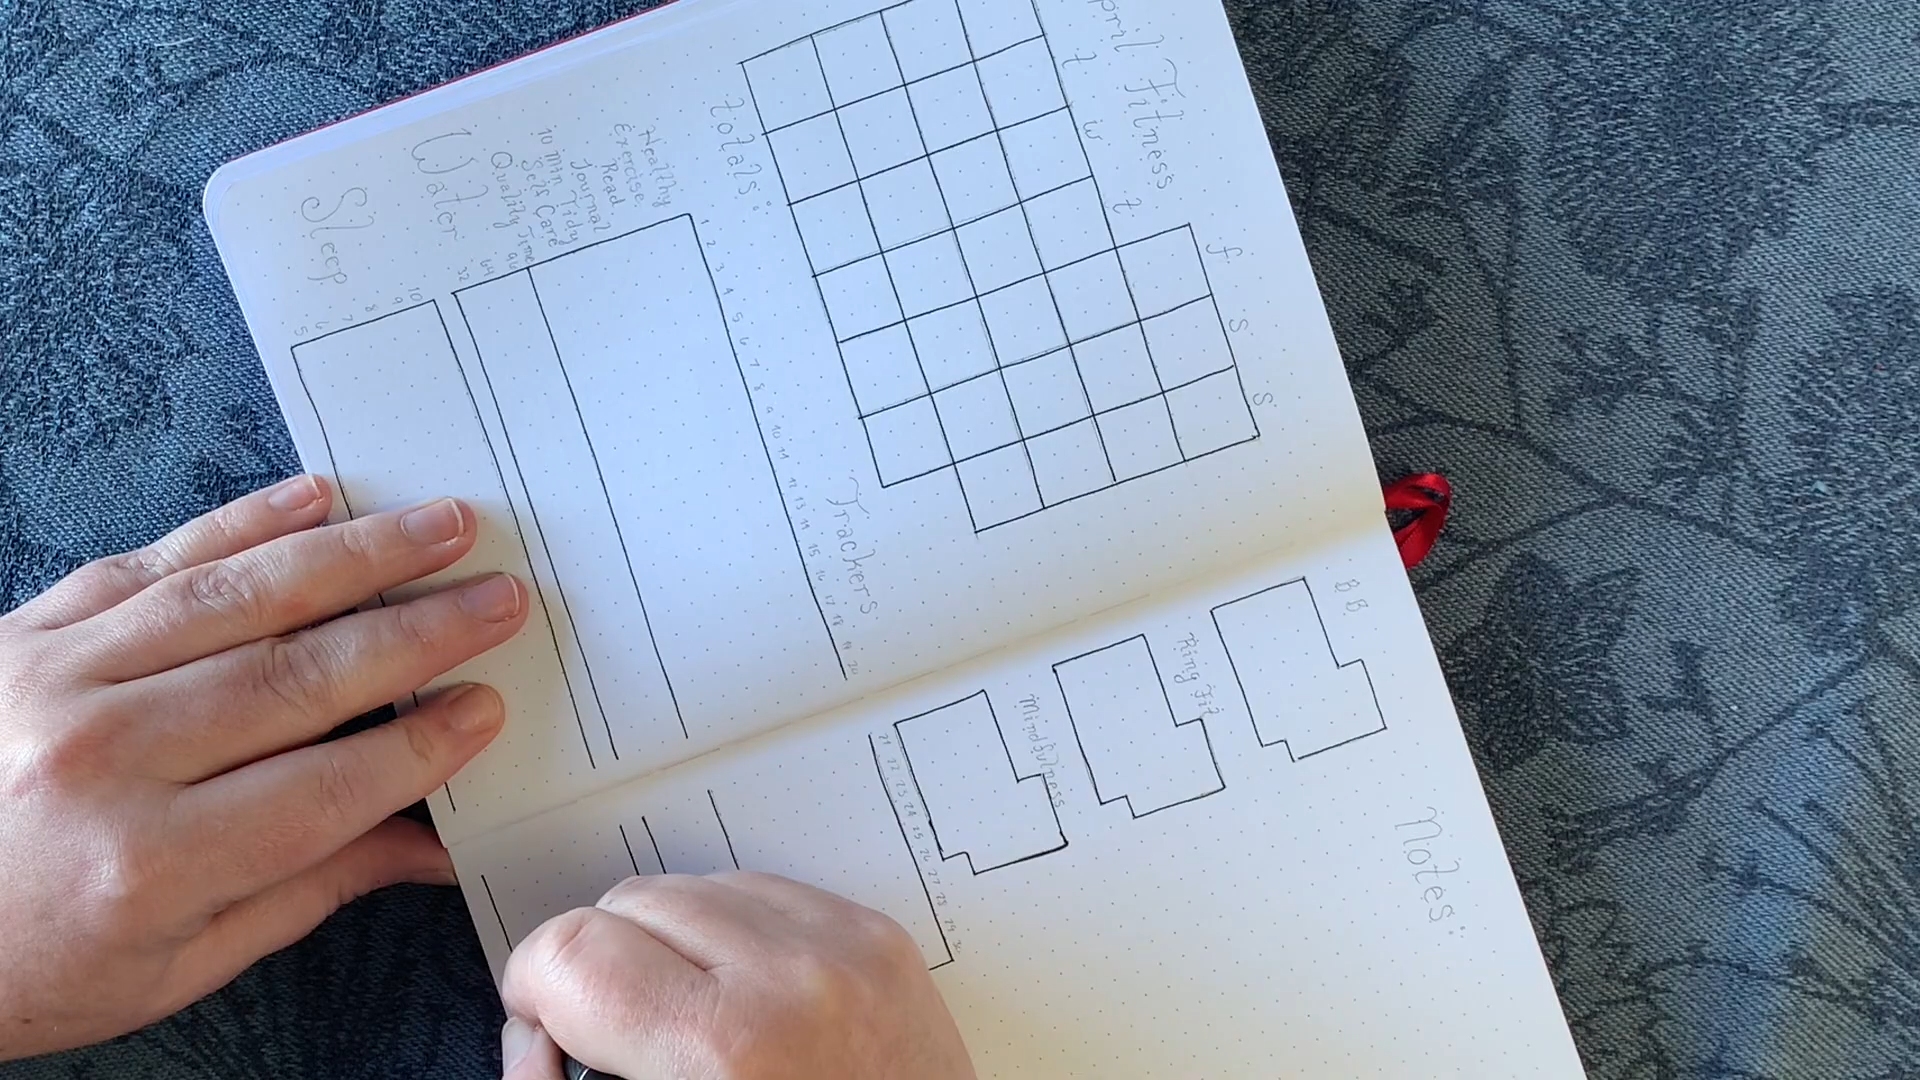 pril Fitness
t w t f s s
totals:
Trackers
1 2 3 4 5 6 7 8 9 10 11 12 13 14 15 16 17 18 19 20
Healthy
Exercise
Read
Journal
10 min Tidy
Self Care
Quality Time
Water
96
64
32
Sleep
10
9
8
7
6
5
BB
Ring Fit
Mindfulness
21 22 23 24 25 26 27 28 29 30
Notes: